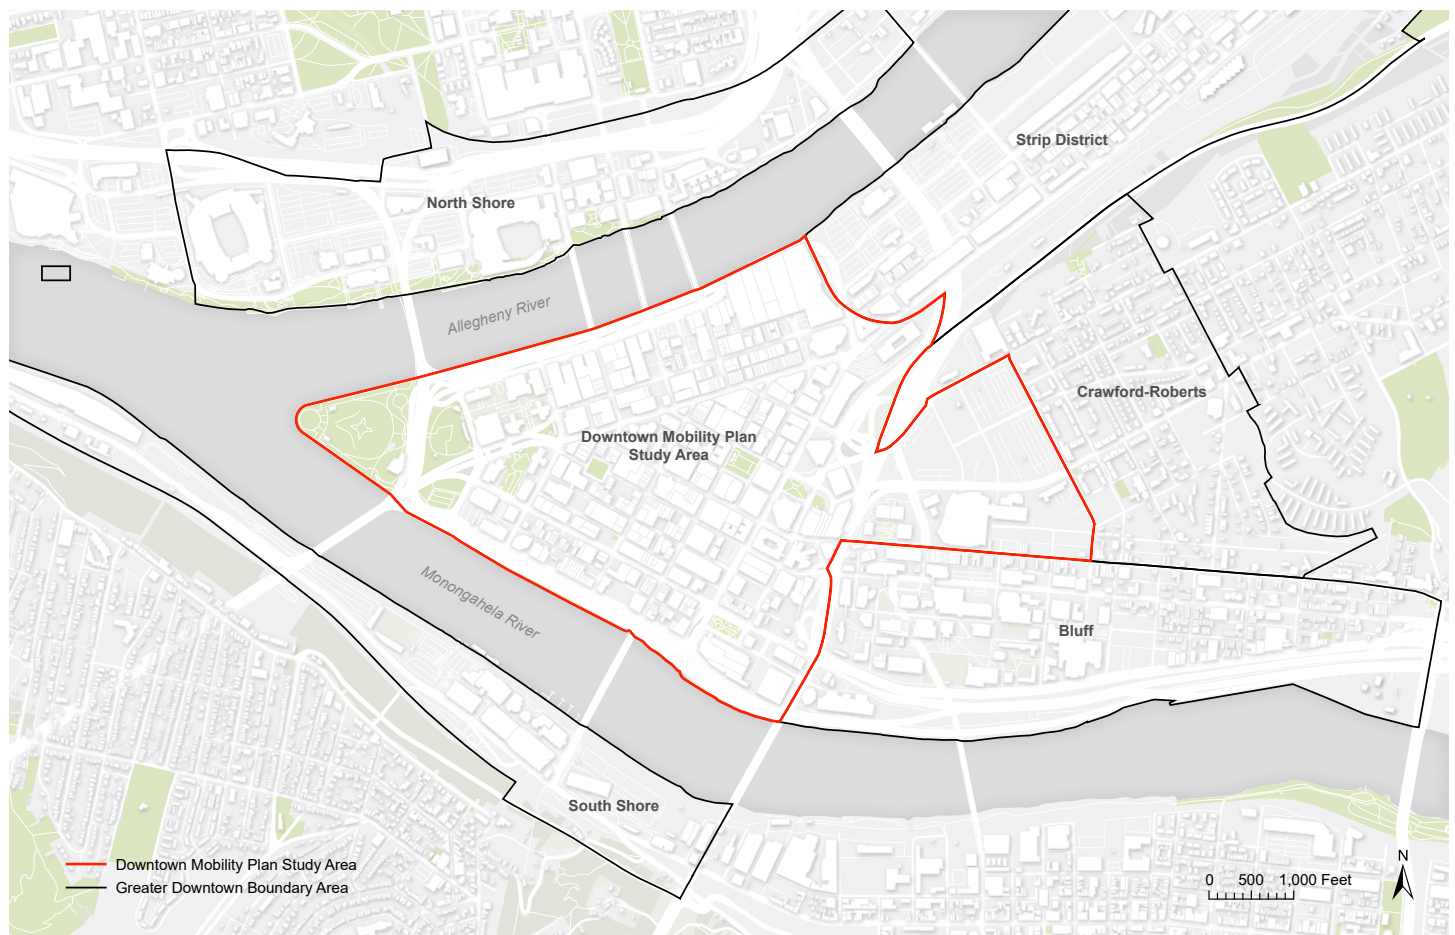 Strip District
North Shore
Allegheny River
Crawford-Roberts
Downtown Mobility Plan
Study Area
Monongahela River
Bluff
South Shore
Downtown Mobility Plan Study Area
Greater Downtown Boundary Area
N
0 500 1,000 Feet